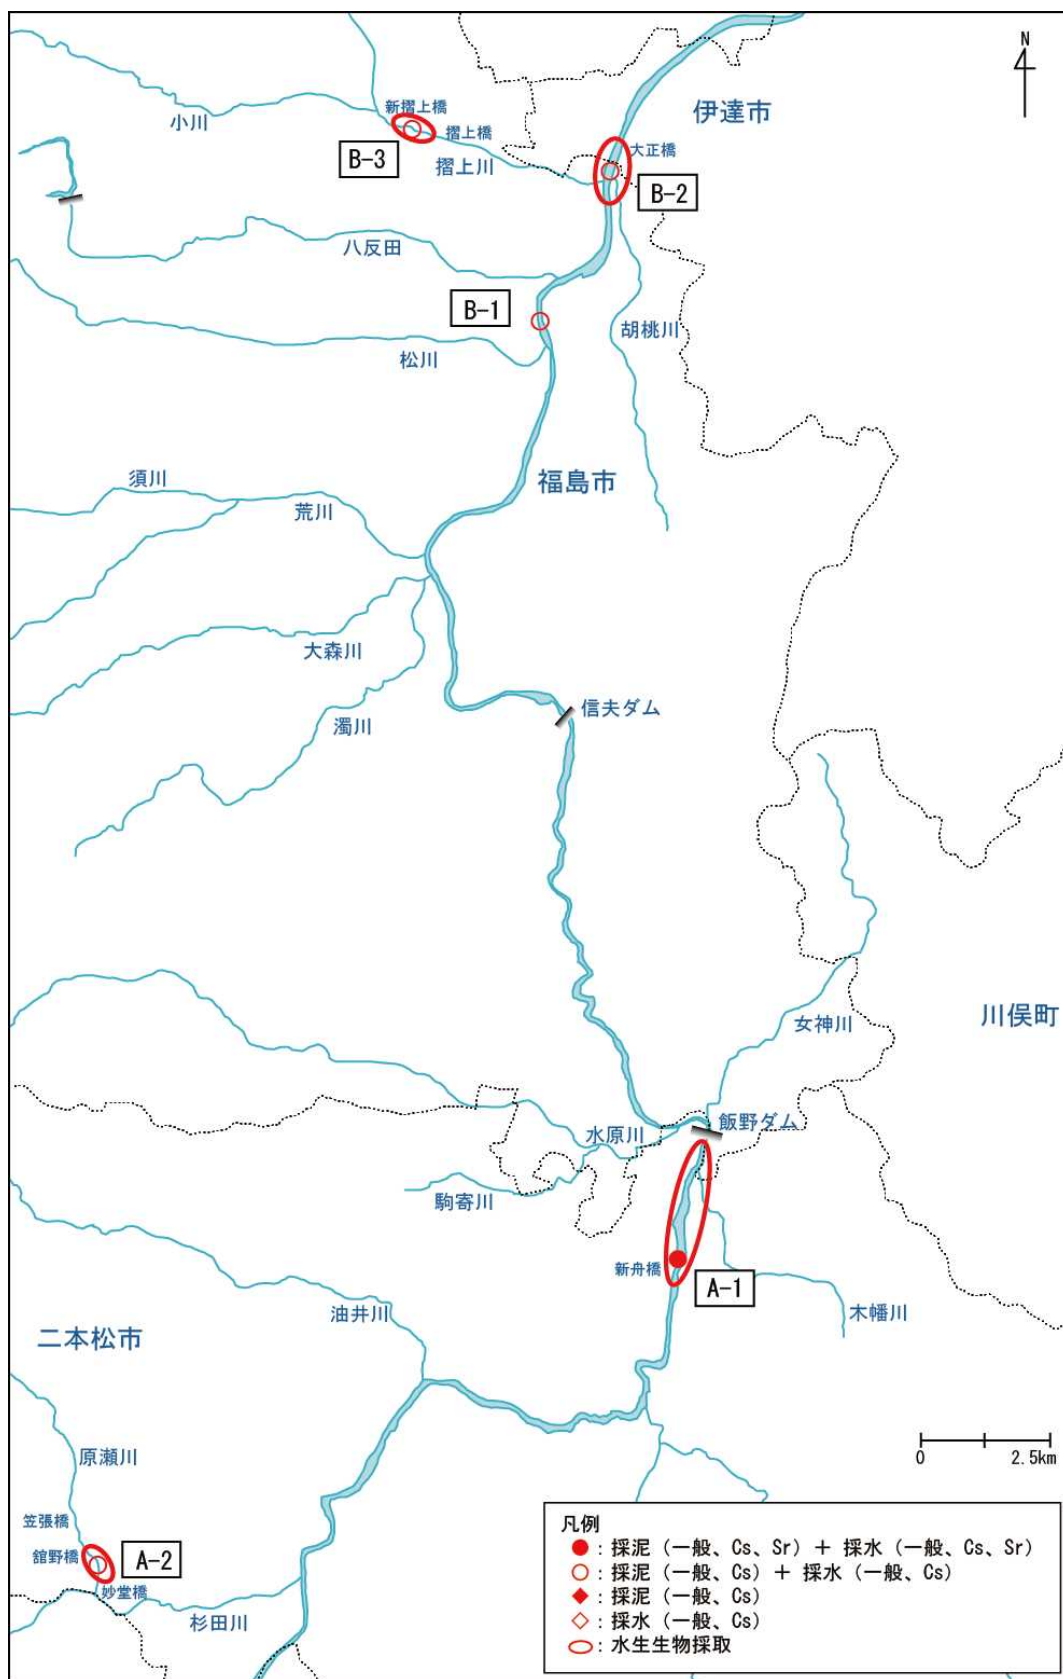 N
伊達市
新摺上橋
小川
摺上橋
大正橋
B-3
摺上川
B-2
八反田
B-1
胡桃川
松川
福島市
須川
荒川
大森川
信夫ダム
濁川
川俣町
女神川
飯野ダム
水原川
駒寄川
新舟橋
A-1
油井川
木幡川
二本松市
原瀬川
0 2.5km
笠張橋
舘野橋
A-2
妙堂橋
杉田川
凡例
●：採泥（一般、Cs、Sr）＋ 採水（一般、Cs、Sr）
○：採泥（一般、Cs）＋ 採水（一般、Cs）
◆：採泥（一般、Cs）
◇：採水（一般、Cs）
：水生生物採取